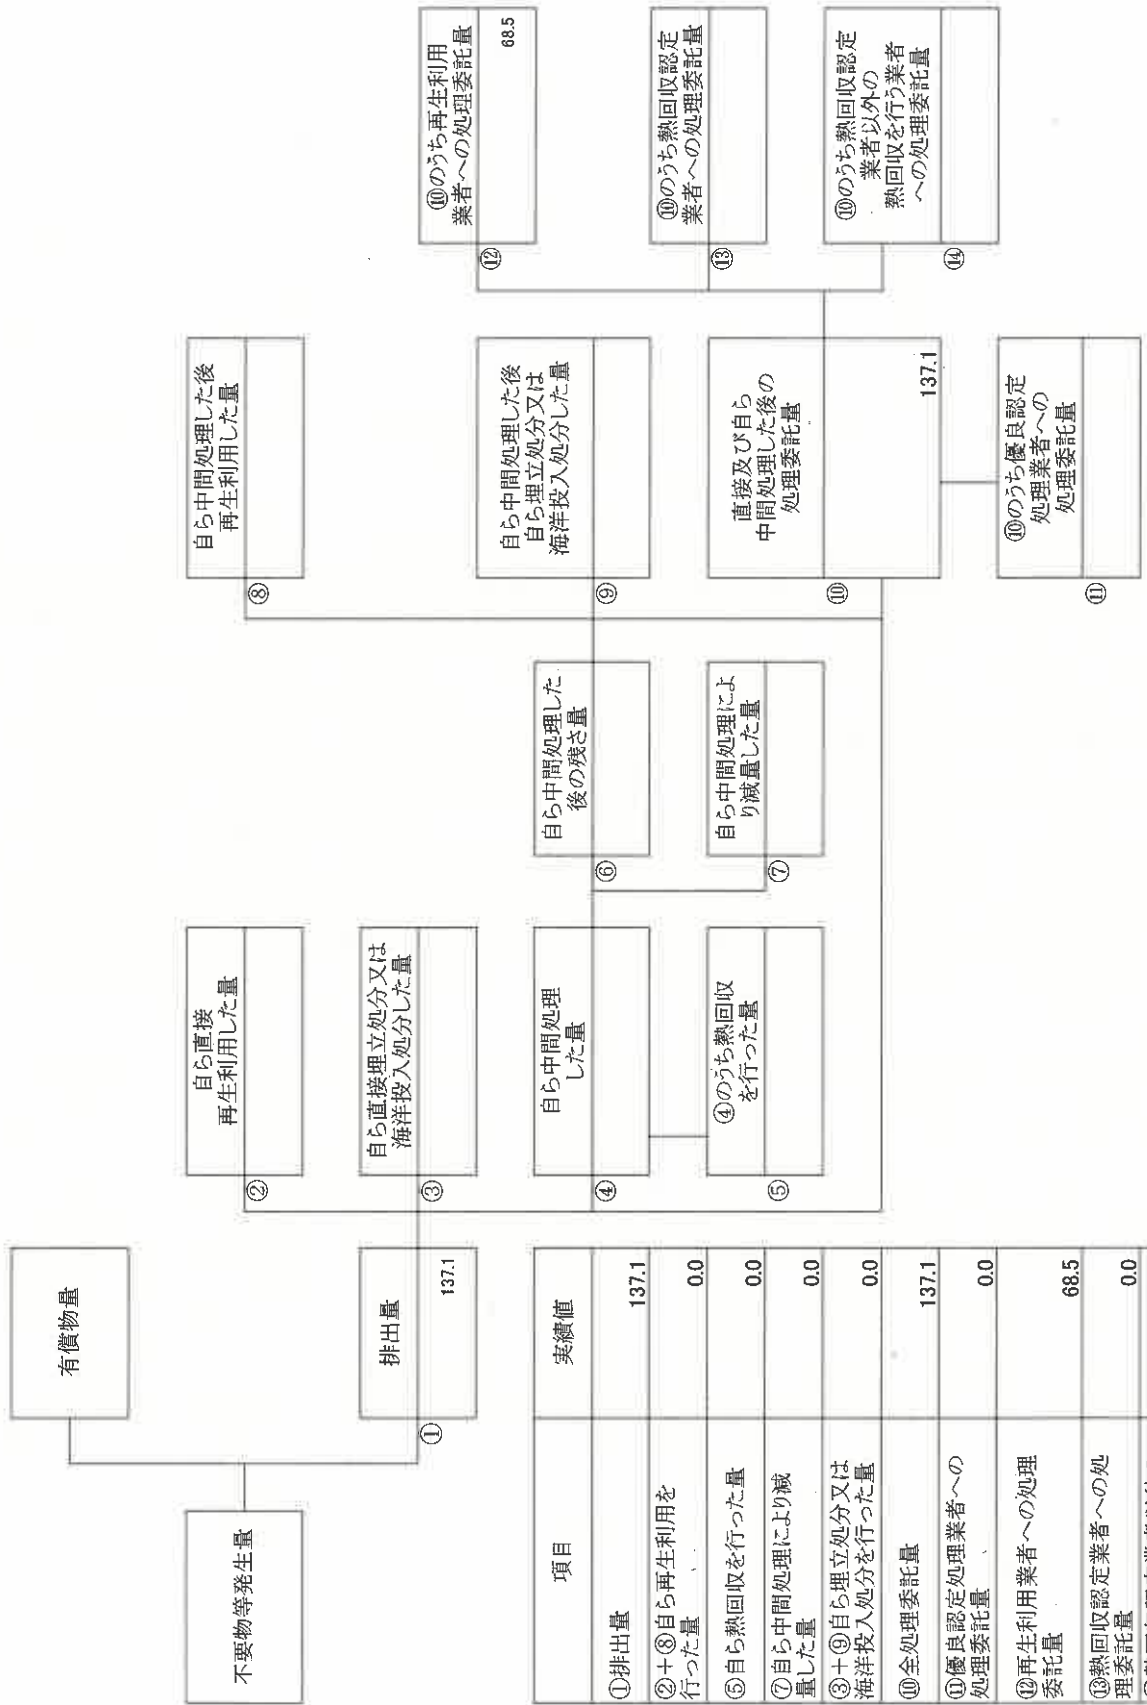 不要物等発生量
有償物量
①
排出量
137.1
②
自ら直接
再生利用した量
③
自ら直接埋立処分又は
海洋投入処分した量
④
自ら中間処理
した量
⑤
④のうち熱回収
を行った量
⑥
自ら中間処理した
後の残さ量
⑦
自ら中間処理によ
り減量した量
⑧
自ら中間処理した後
再生利用した量
⑨
自ら中間処理した後
自ら埋立処分又は
海洋投入処分した量
⑩
直接及び自ら
中間処理した後の
処理委託量
137.1
⑪
⑩のうち優良認定
処理業者への
処理委託量
⑫
⑩のうち再生利用
業者への処理委託量
68.5
⑬
⑩のうち熱回収認定
業者への処理委託量
⑭
⑩のうち熱回収認定
業者以外の
熱回収を行う業者
への処理委託量
項目 実績値
①排出量 137.1
②+⑧自ら再生利用を
行った量 0.0
⑤自ら熱回収を行った量 0.0
⑦自ら中間処理により減
量した量 0.0
③+⑨自ら埋立処分又は
海洋投入処分を行った量 0.0
⑩全処理委託量 137.1
⑪優良認定処理業者への
処理委託量 0.0
⑫再生利用業者への処理
委託量 68.5
⑬熱回収認定業者への処
理委託量 0.0